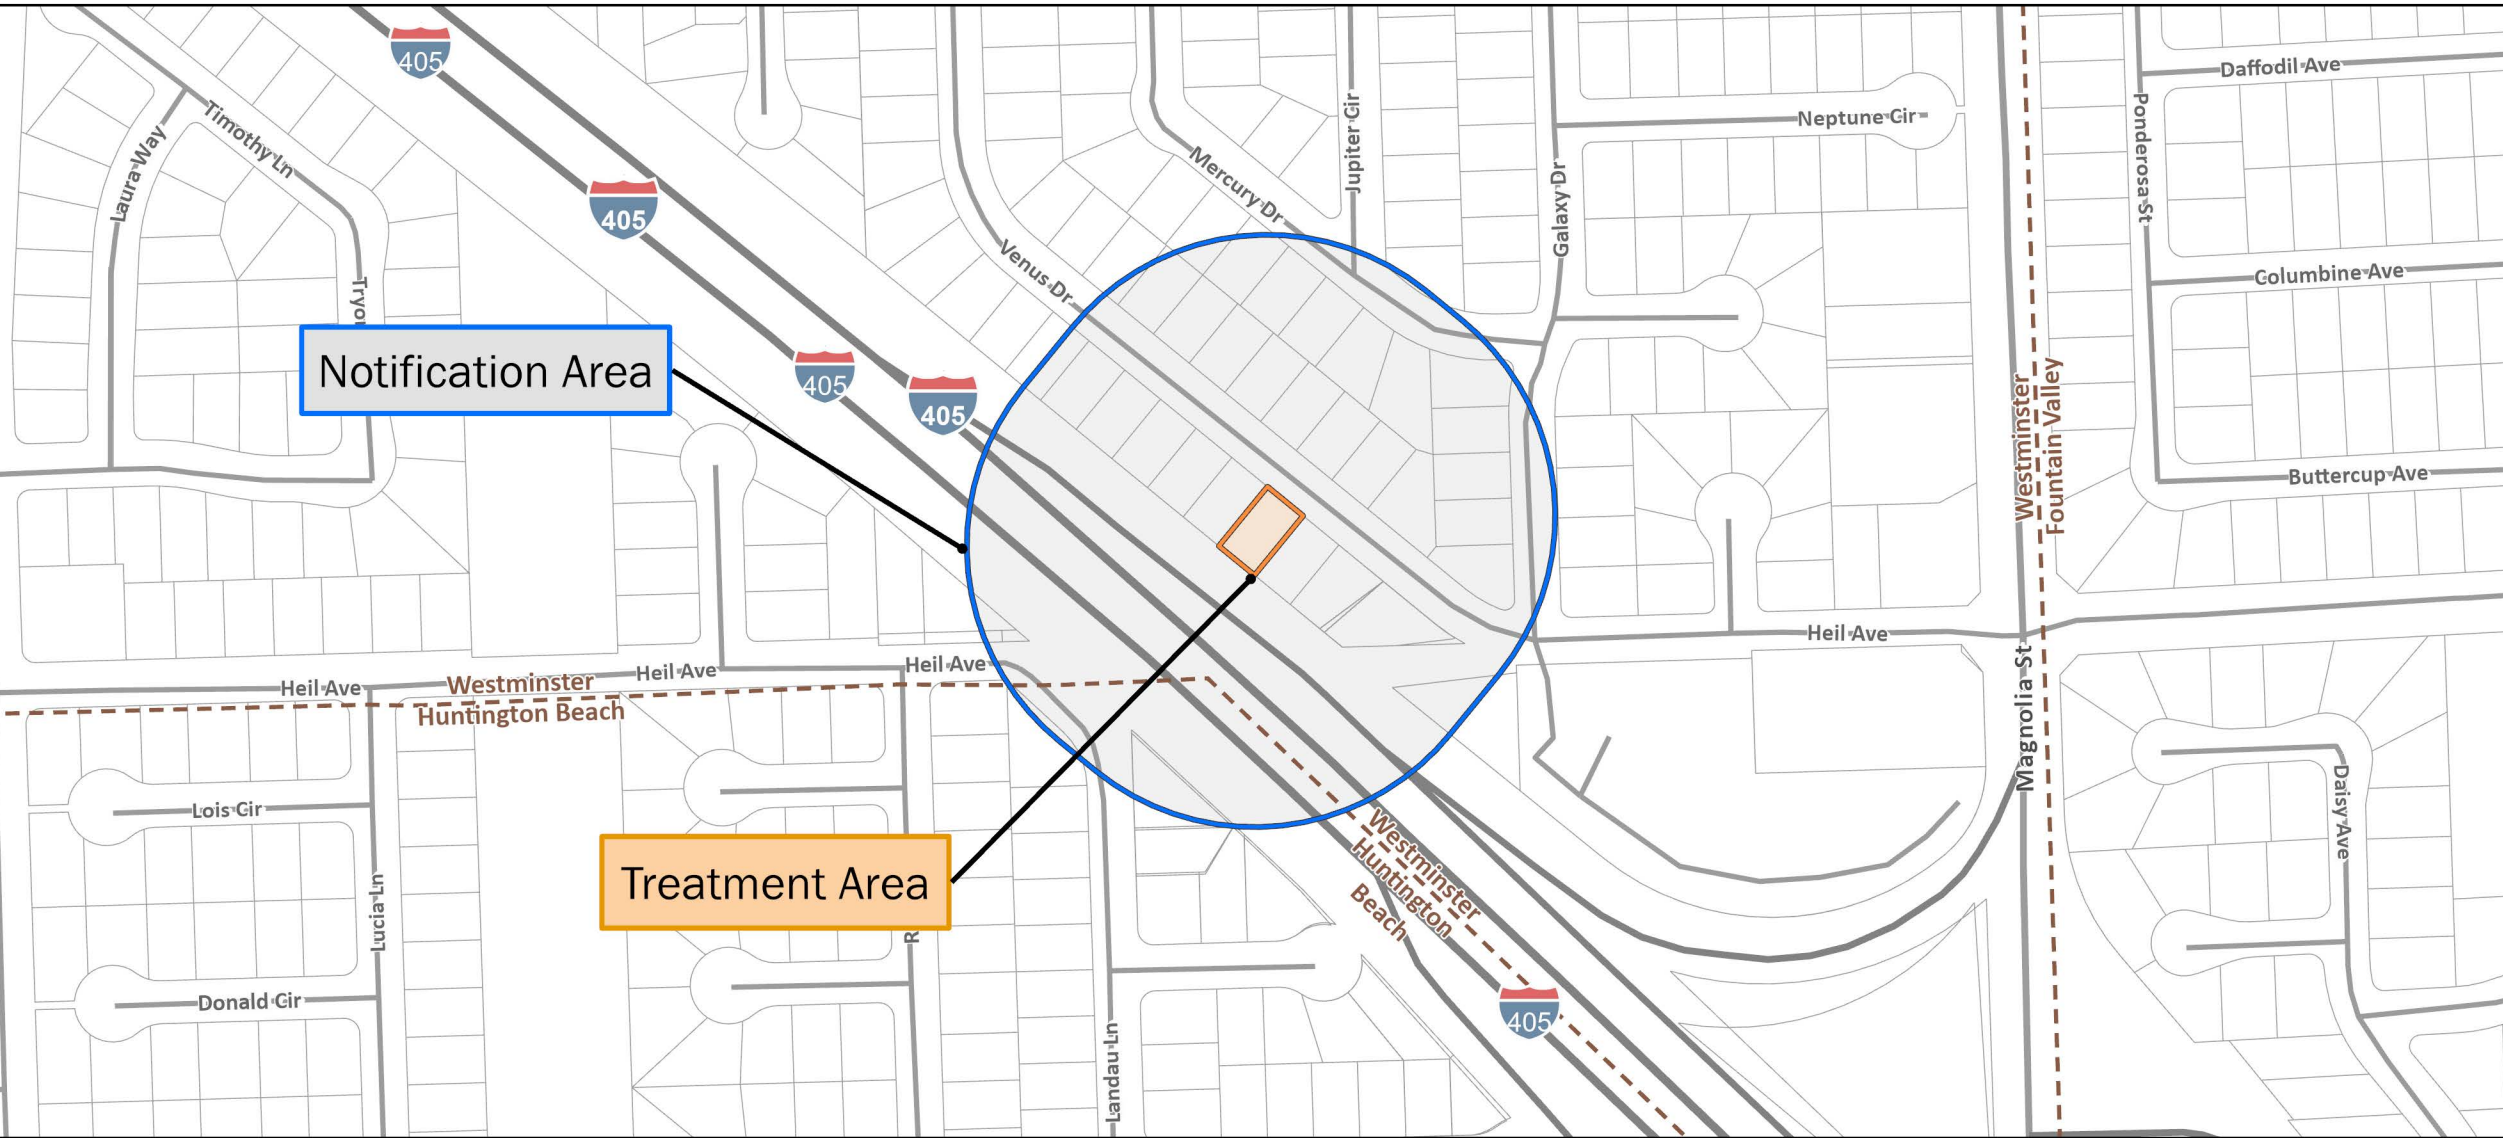 405
Timothy Ln
Laura Way
405
Mercury Dr
Jupiter Cir
Galaxy Dr
Neptune Cir
Ponderosa St
Daffodil Ave
Venus Dr
Columbine Ave
Notification Area
405
405
Westminster
Fountain Valley
Buttercup Ave
Heil Ave
Heil Ave
Heil Ave
Heil Ave
Westminster
Huntington Beach
Magnolia St
Lois Cir
Daisy Ave
Treatment Area
Westminster
Huntington
Beach
Lucia Ln
R
Donald Cir
405
Landau Ln